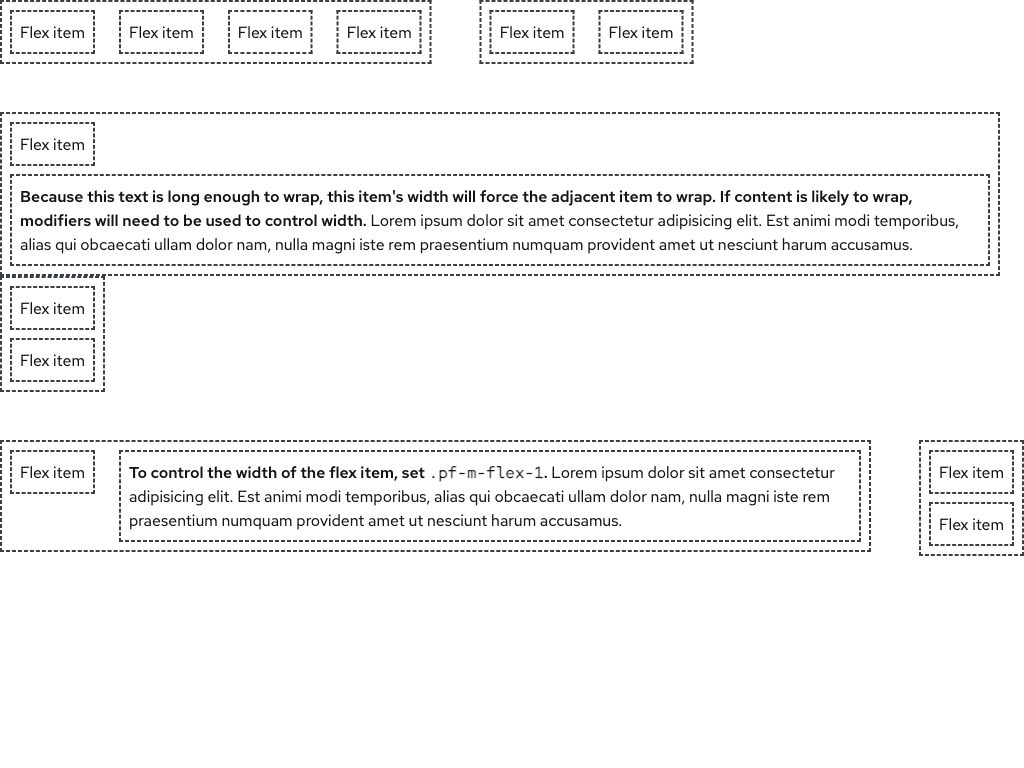 Flex item Flex item Flex item Flex item Flex item Flex item
Flex item
Because this text is long enough to wrap, this item's width will force the adjacent item to wrap. If content is likely to wrap,
modifiers will need to be used to control width. Lorem ipsum dolor sit amet consectetur adipisicing elit. Est animi modi temporibus,
alias qui obcaecati ullam dolor nam, nulla magni iste rem praesentium numquam provident amet ut nesciunt harum accusamus.
Flex item
Flex item
Flex item
To control the width of the flex item, set .pf-m-flex-1. Lorem ipsum dolor sit amet consectetur
adipisicing elit. Est animi modi temporibus, alias qui obcaecati ullam dolor nam, nulla magni iste rem
praesentium numquam provident amet ut nesciunt harum accusamus.
Flex item
Flex item